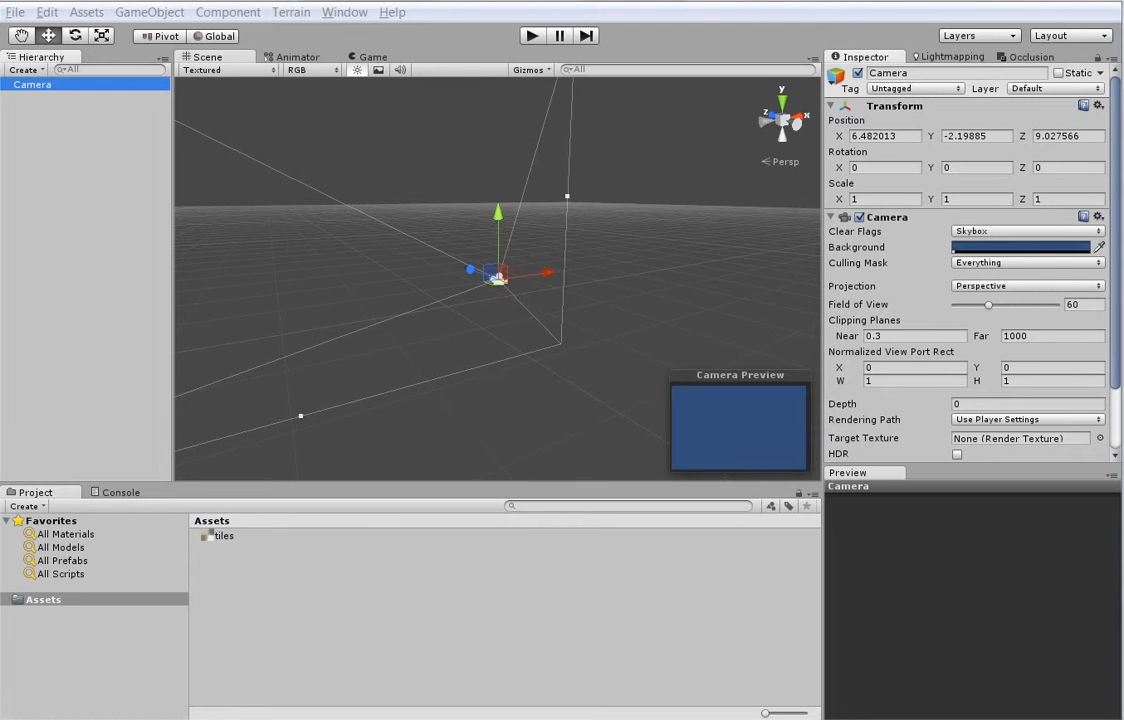 File Edit Assets GameObject Component Terrain Window Help
Pivot Global Layers Layout
Hierarchy Scene Animator Game Inspector Lightmapping Occlusion
Create All Textured RGB Gizmos All Camera Static
Camera
Tag Untagged Layer Default
Transform
Position
X 6.482013 Y -2.19885 Z 9.027566
Rotation
X 0 Y 0 Z 0
Scale
X 1 Y 1 Z 1
y
z x
Persp
Camera
Clear Flags Skybox
Background
Culling Mask Everything
Projection Perspective
Field of View 60
Clipping Planes
Near 0.3 Far 1000
Normalized View Port Rect
X 0 Y 0
W 1 H 1
Depth 0
Rendering Path Use Player Settings
Target Texture None (Render Texture)
HDR
Camera Preview
Preview
Camera
Project Console
Create
Favorites
All Materials
All Models
All Prefabs
All Scripts
Assets
Assets
tiles